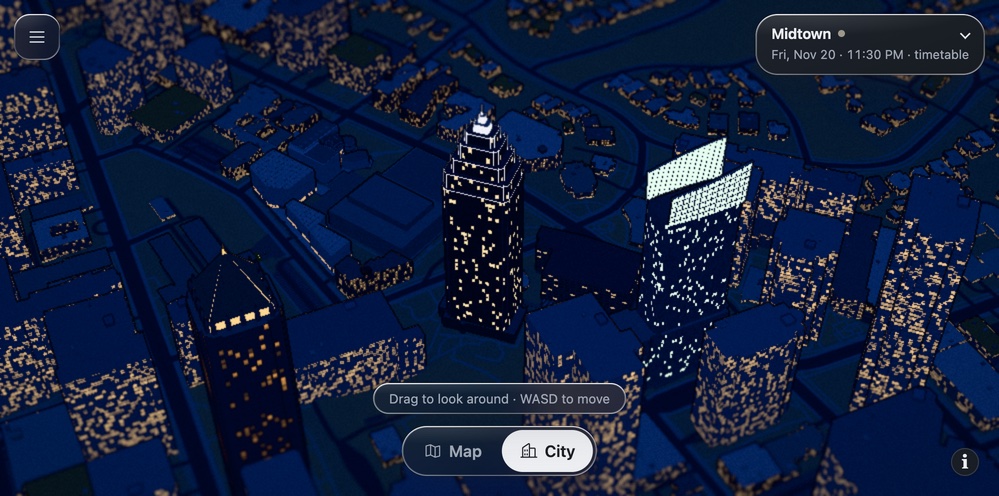 Midtown
Fri, Nov 20 · 11:30 PM · timetable
Drag to look around · WASD to move
Map
City
i